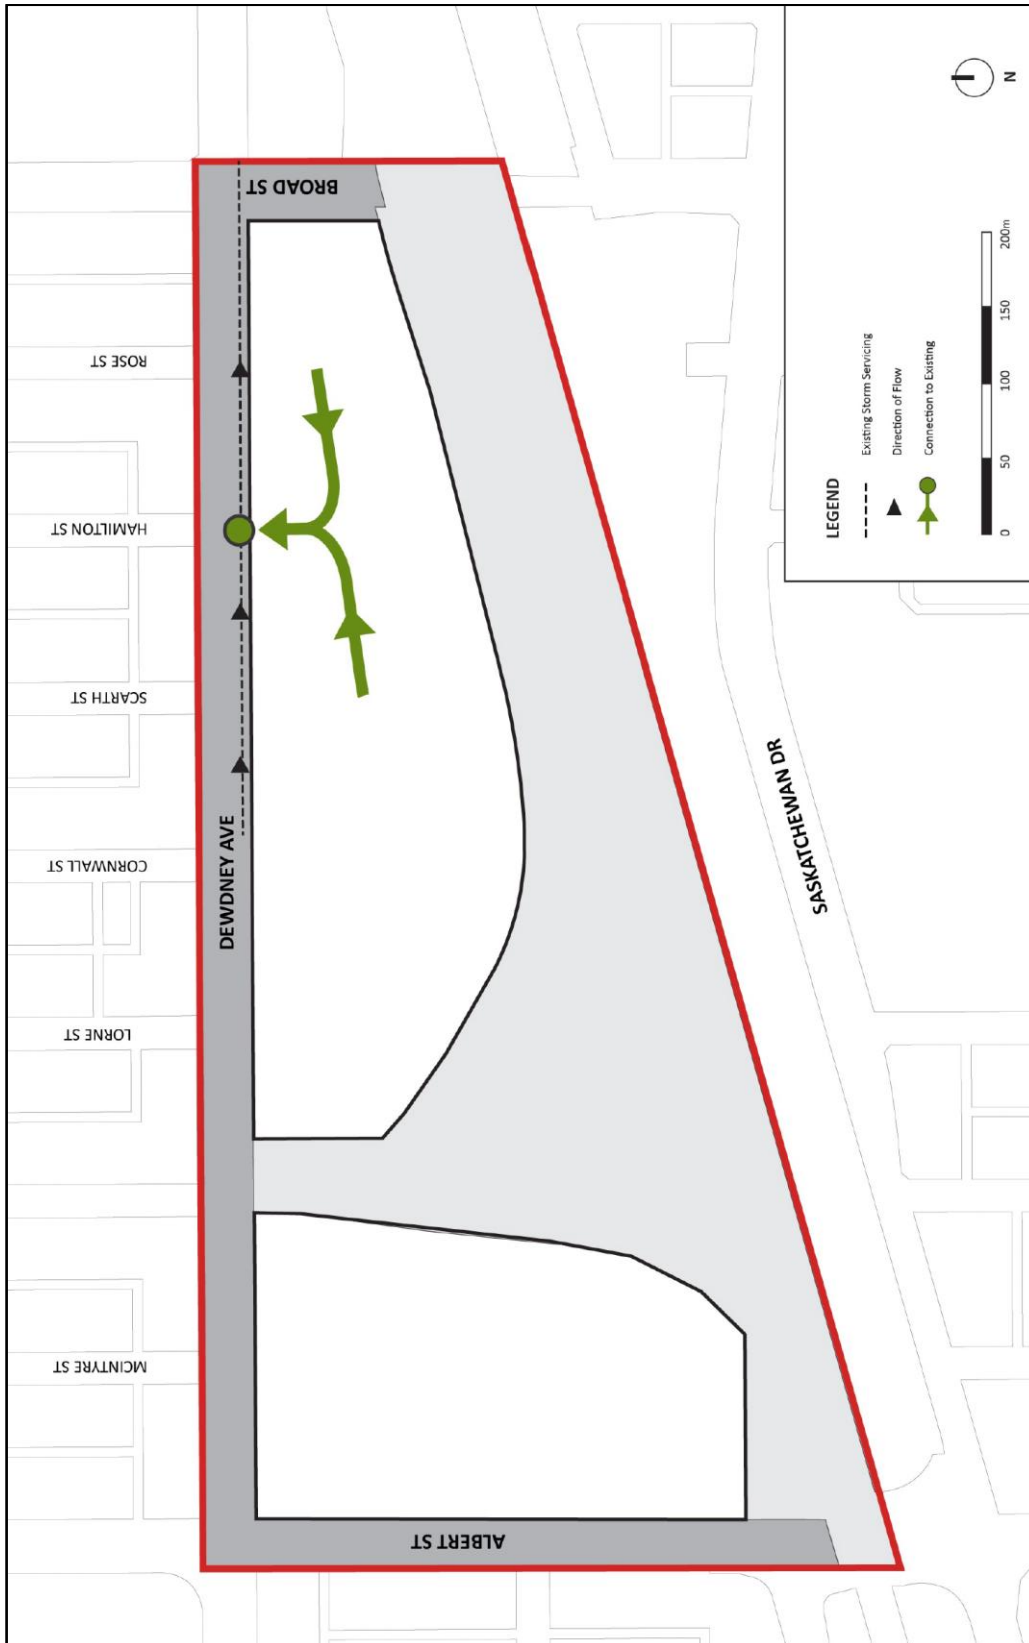 MCINTYRE ST
LORNE ST
CORNWALL ST
SCARTH ST
HAMILTON ST
ROSE ST
DEWDNEY AVE
BROAD ST
ALBERT ST
SASKATCHEWAN DR
LEGEND
Existing Storm Servicing
Direction of Flow
Connection to Existing
0 50 100 150 200m
N